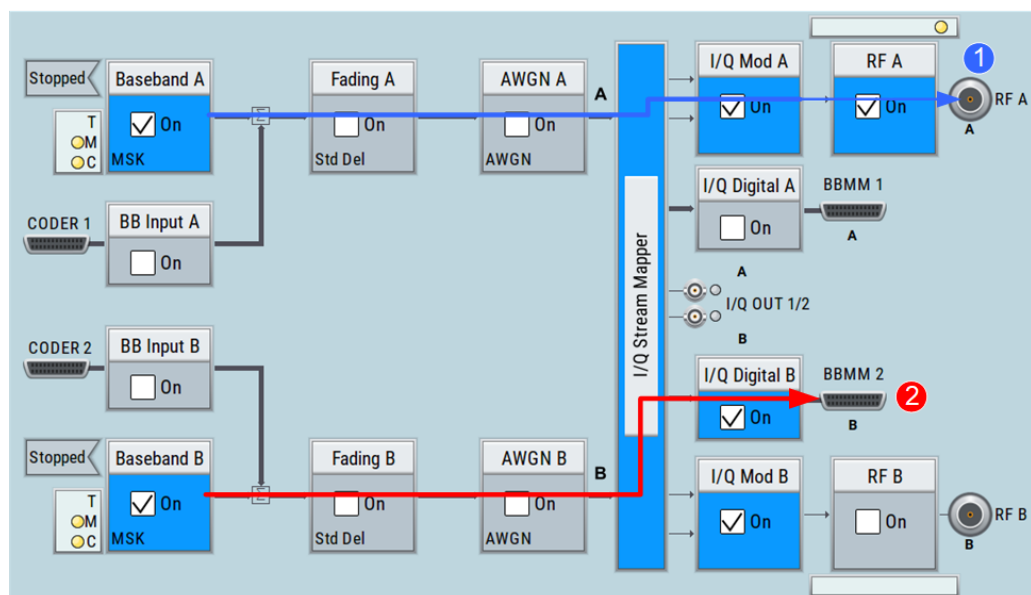 1
Stopped
Baseband A
On
MSK
T
M
C
Σ
Fading A
On
Std Del
AWGN A
On
AWGN
A
I/Q Mod A
On
RF A
On
RF A
A
CODER 1
BB Input A
On
I/Q Digital A
On
BBMM 1
A
I/Q Stream Mapper
A
I/Q OUT 1/2
B
CODER 2
BB Input B
On
I/Q Digital B
On
BBMM 2
B
2
Stopped
Baseband B
On
MSK
T
M
C
Σ
Fading B
On
Std Del
AWGN B
On
AWGN
B
I/Q Mod B
On
RF B
On
RF B
B